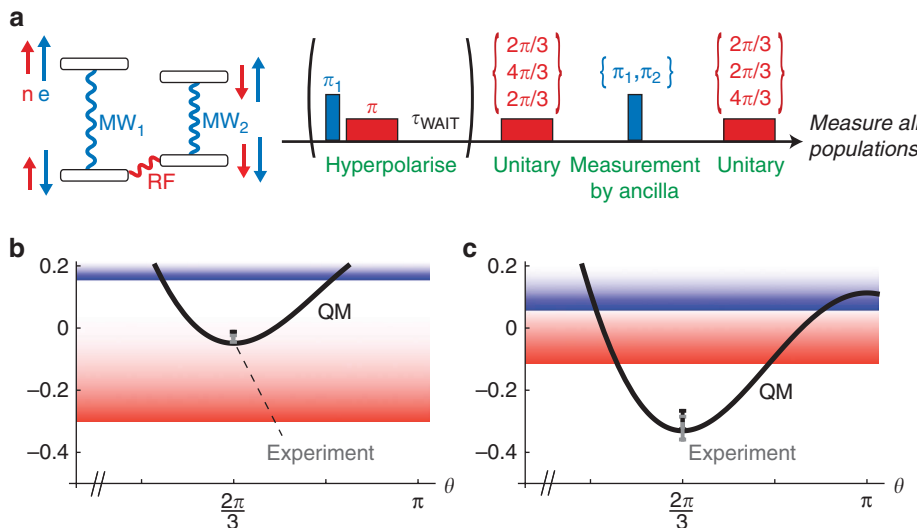 a
n e
MW1
MW2
RF
π1
π
τWAIT
Hyperpolarise
2π/3
4π/3
2π/3
Unitary
{π1,π2}
Measurement
by ancilla
2π/3
2π/3
4π/3
Unitary
Measure all
populations
b
0.2
0
–0.2
–0.4
QM
Experiment
2π/3
π
θ
c
0.2
0
–0.2
–0.4
QM
Experiment
2π/3
π
θ